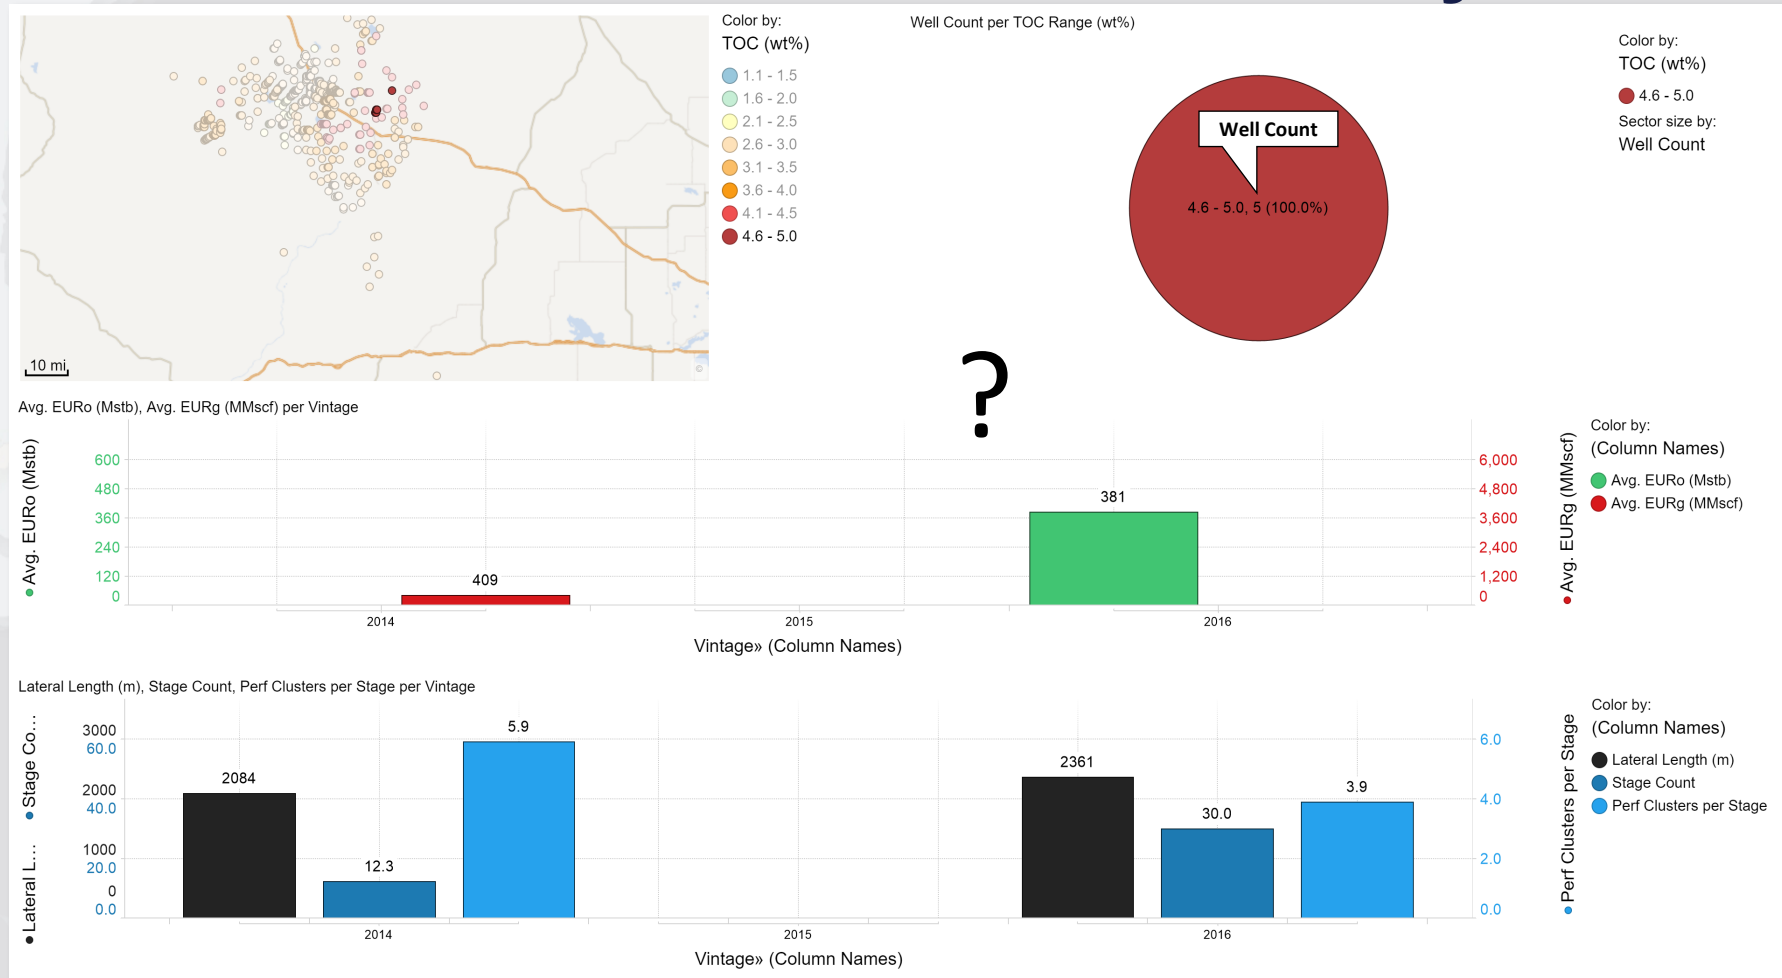 Color by:
TOC (wt%)
1.1 - 1.5
1.6 - 2.0
2.1 - 2.5
2.6 - 3.0
3.1 - 3.5
3.6 - 4.0
4.1 - 4.5
4.6 - 5.0
10 mi
©
Well Count per TOC Range (wt%)
Well Count
4.6 - 5.0, 5 (100.0%)
Color by:
TOC (wt%)
4.6 - 5.0
Sector size by:
Well Count
?
Avg. EURo (Mstb), Avg. EURg (MMscf) per Vintage
Avg. EURo (Mstb)
600
480
360
240
120
0
409
381
6,000
4,800
3,600
2,400
1,200
0
Avg. EURg (MMscf)
2014
2015
2016
Vintage» (Column Names)
Color by:
(Column Names)
Avg. EURo (Mstb)
Avg. EURg (MMscf)
Lateral Length (m), Stage Count, Perf Clusters per Stage per Vintage
Stage Co…
Lateral L…
3000
60.0
2000
40.0
1000
20.0
0
0.0
2084
12.3
5.9
2361
30.0
3.9
6.0
4.0
2.0
0.0
Perf Clusters per Stage
2014
2015
2016
Vintage» (Column Names)
Color by:
(Column Names)
Lateral Length (m)
Stage Count
Perf Clusters per Stage